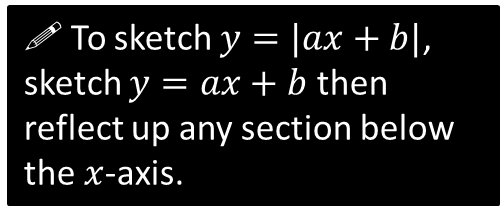 ✏ To sketch 𝑦 = |𝑎𝑥 + 𝑏|,
sketch 𝑦 = 𝑎𝑥 + 𝑏 then
reflect up any section below
the 𝑥-axis.